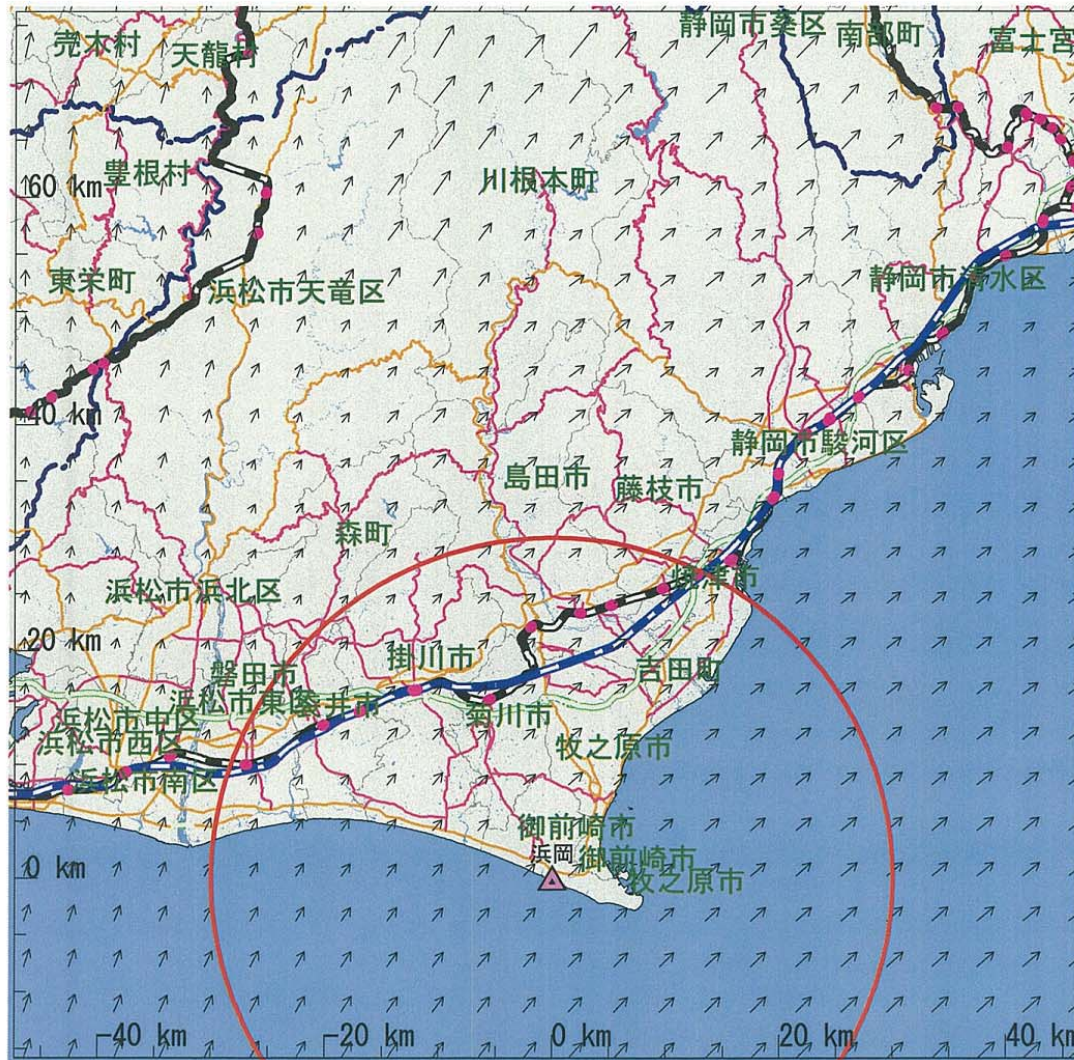 売木村
天龍村
静岡市葵区
南部町
富士宮
豊根村
60 km
川根本町
東栄町
浜松市天竜区
静岡市清水区
40 km
静岡市駿河区
島田市
藤枝市
森町
焼津市
浜松市浜北区
20 km
掛川市
磐田市
吉田町
浜松市東区
袋井市
浜松市中区
菊川市
浜松市西区
牧之原市
浜松市南区
御前崎市
浜岡
0 km
御前崎市
牧之原市
-40 km
-20 km
0 km
20 km
40 km